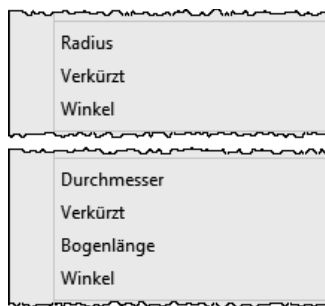 Radius
Verkürzt
Winkel
Durchmesser
Verkürzt
Bogenlänge
Winkel